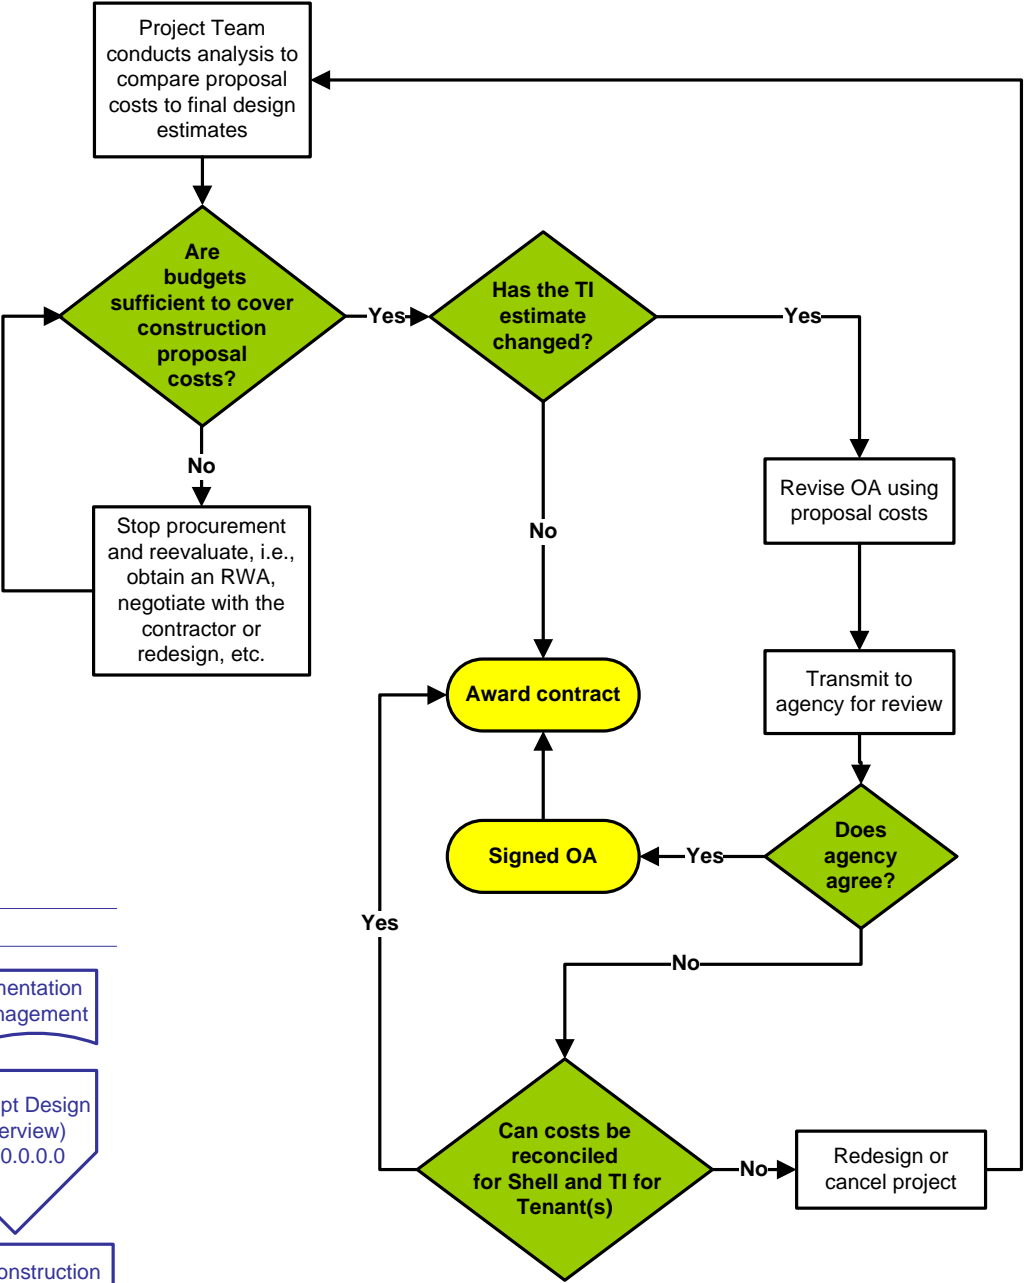 Project Team
conducts analysis to
compare proposal
costs to final design
estimates
Are
budgets
sufficient to cover
construction
proposal
costs?
Yes
Has the TI
estimate
changed?
Yes
No
Stop procurement
and reevaluate, i.e.,
obtain an RWA,
negotiate with the
contractor or
redesign, etc.
No
Revise OA using
proposal costs
Transmit to
agency for review
Award contract
Does
agency
agree?
Yes
Signed OA
Yes
No
Can costs be
reconciled
for Shell and TI for
Tenant(s)
No
Redesign or
cancel project
Design
0.0.0